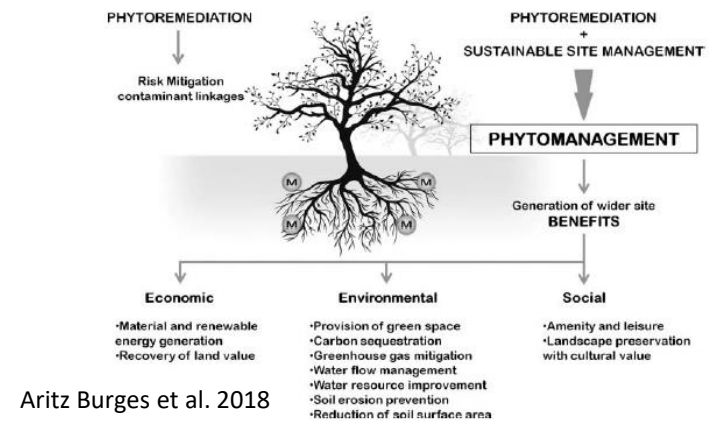 PHYTOREMEDIATION
Risk Mitigation
contaminant linkages
PHYTOREMEDIATION
+
SUSTAINABLE SITE MANAGEMENT
PHYTOMANAGEMENT
Generation of wider site
BENEFITS
M
M
M
M
Economic
•Material and renewable
energy generation
•Recovery of land value
Environmental
•Provision of green space
•Carbon sequestration
•Greenhouse gas mitigation
•Water flow management
•Water resource improvement
•Soil erosion prevention
•Reduction of soil surface area
Social
•Amenity and leisure
•Landscape preservation
with cultural value
Aritz Burges et al. 2018